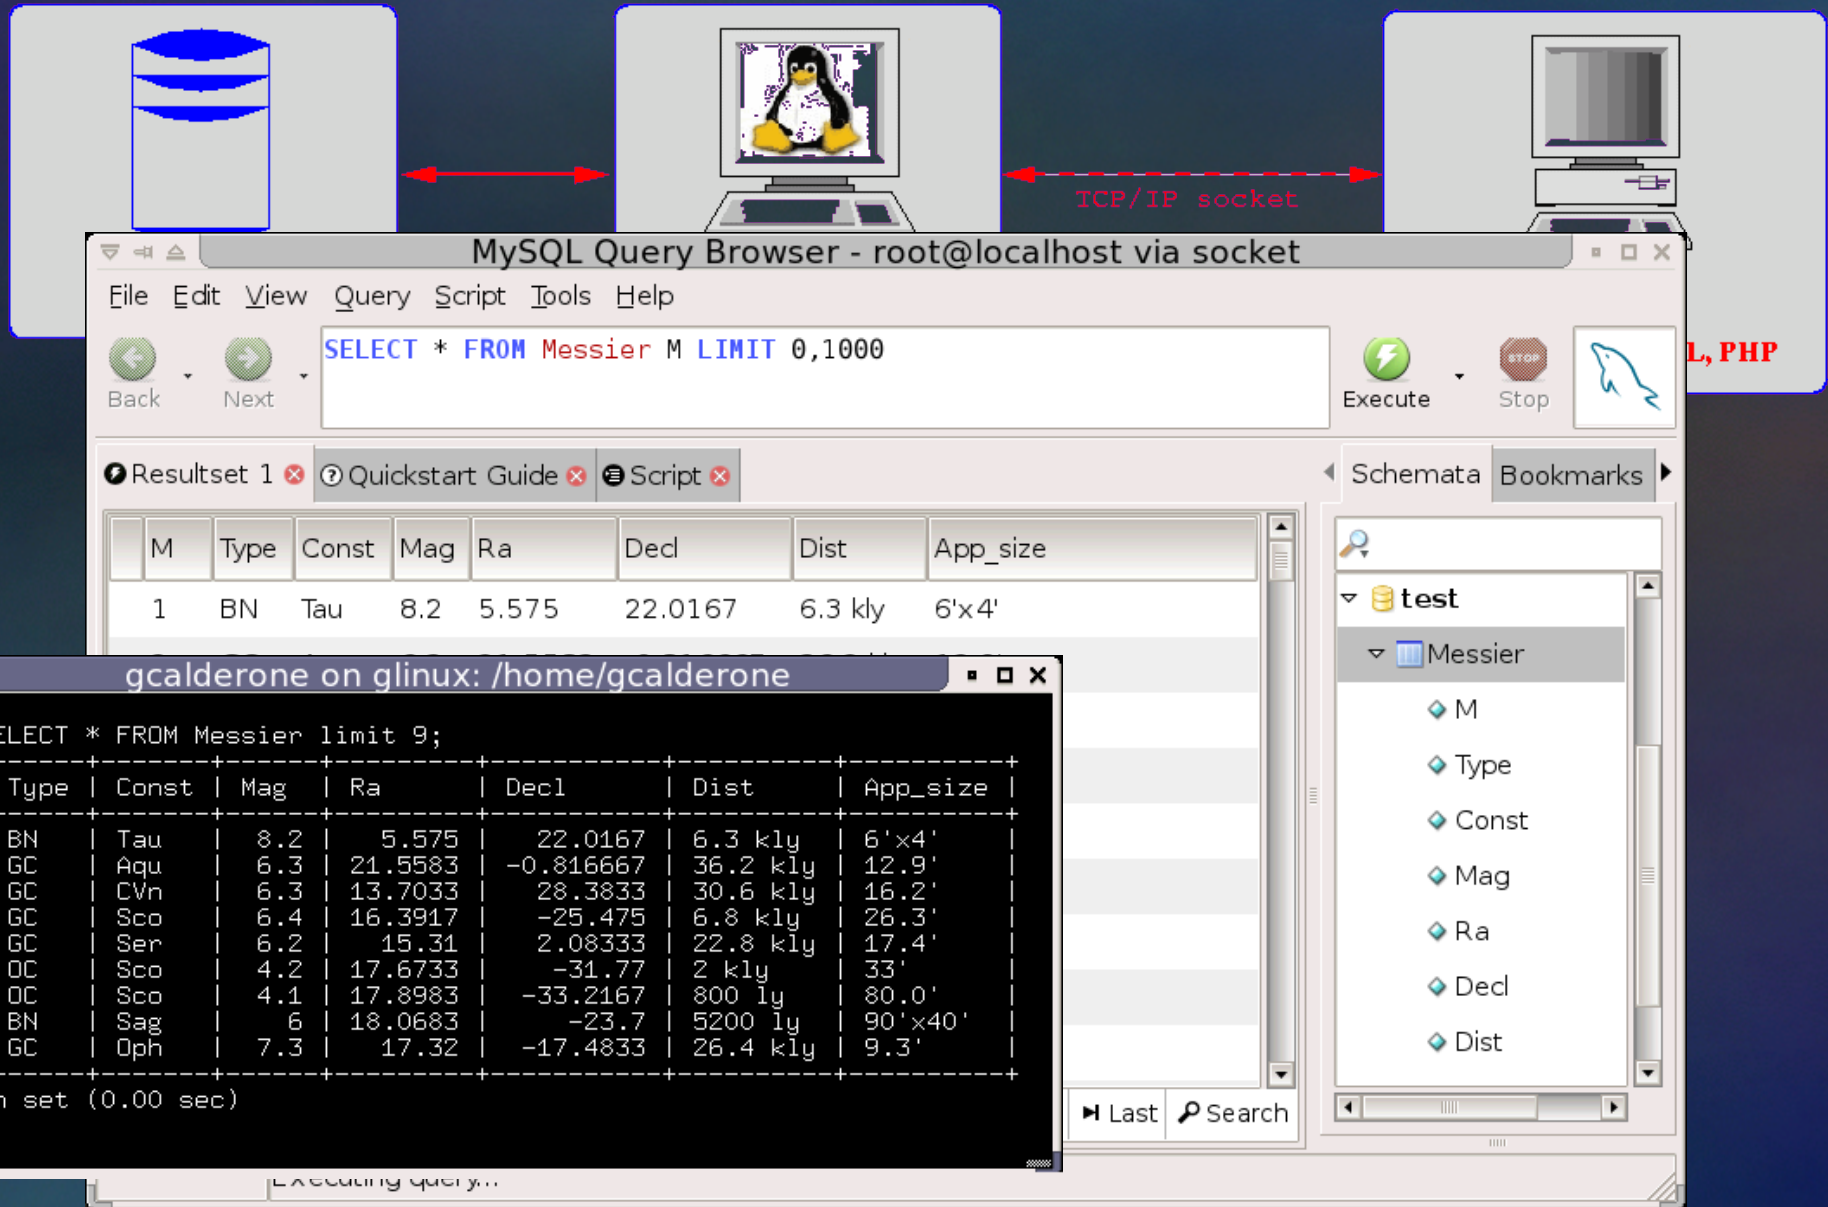 TCP/IP socket
MySQL Query Browser - root@localhost via socket
File Edit View Query Script Tools Help
SELECT * FROM Messier M LIMIT 0,1000
Back Next Execute STOP Stop
L, PHP
Resultset 1 Quickstart Guide Script Schemata Bookmarks
M Type Const Mag Ra Decl Dist App_size
1 BN Tau 8.2 5.575 22.0167 6.3 kly 6'x4'
test
Messier
M
Type
Const
Mag
Ra
Decl
Dist
gcalderone on glinux: /home/gcalderone
ELECT * FROM Messier limit 9;
Type | Const | Mag | Ra | Decl | Dist | App_size |
BN | Tau | 8.2 | 5.575 | 22.0167 | 6.3 kly | 6'x4' |
GC | Aqu | 6.3 | 21.5583 | -0.816667 | 36.2 kly | 12.9' |
GC | CVn | 6.3 | 13.7033 | 28.3833 | 30.6 kly | 16.2' |
GC | Sco | 6.4 | 16.3917 | -25.475 | 6.8 kly | 26.3' |
GC | Ser | 6.2 | 15.31 | 2.08333 | 22.8 kly | 17.4' |
OC | Sco | 4.2 | 17.6733 | -31.77 | 2 kly | 33' |
OC | Sco | 4.1 | 17.8983 | -33.2167 | 800 ly | 80.0' |
BN | Sag | 6 | 18.0683 | -23.7 | 5200 ly | 90'x40' |
GC | Oph | 7.3 | 17.32 | -17.4833 | 26.4 kly | 9.3' |
n set (0.00 sec)
Last Search
Executing query...